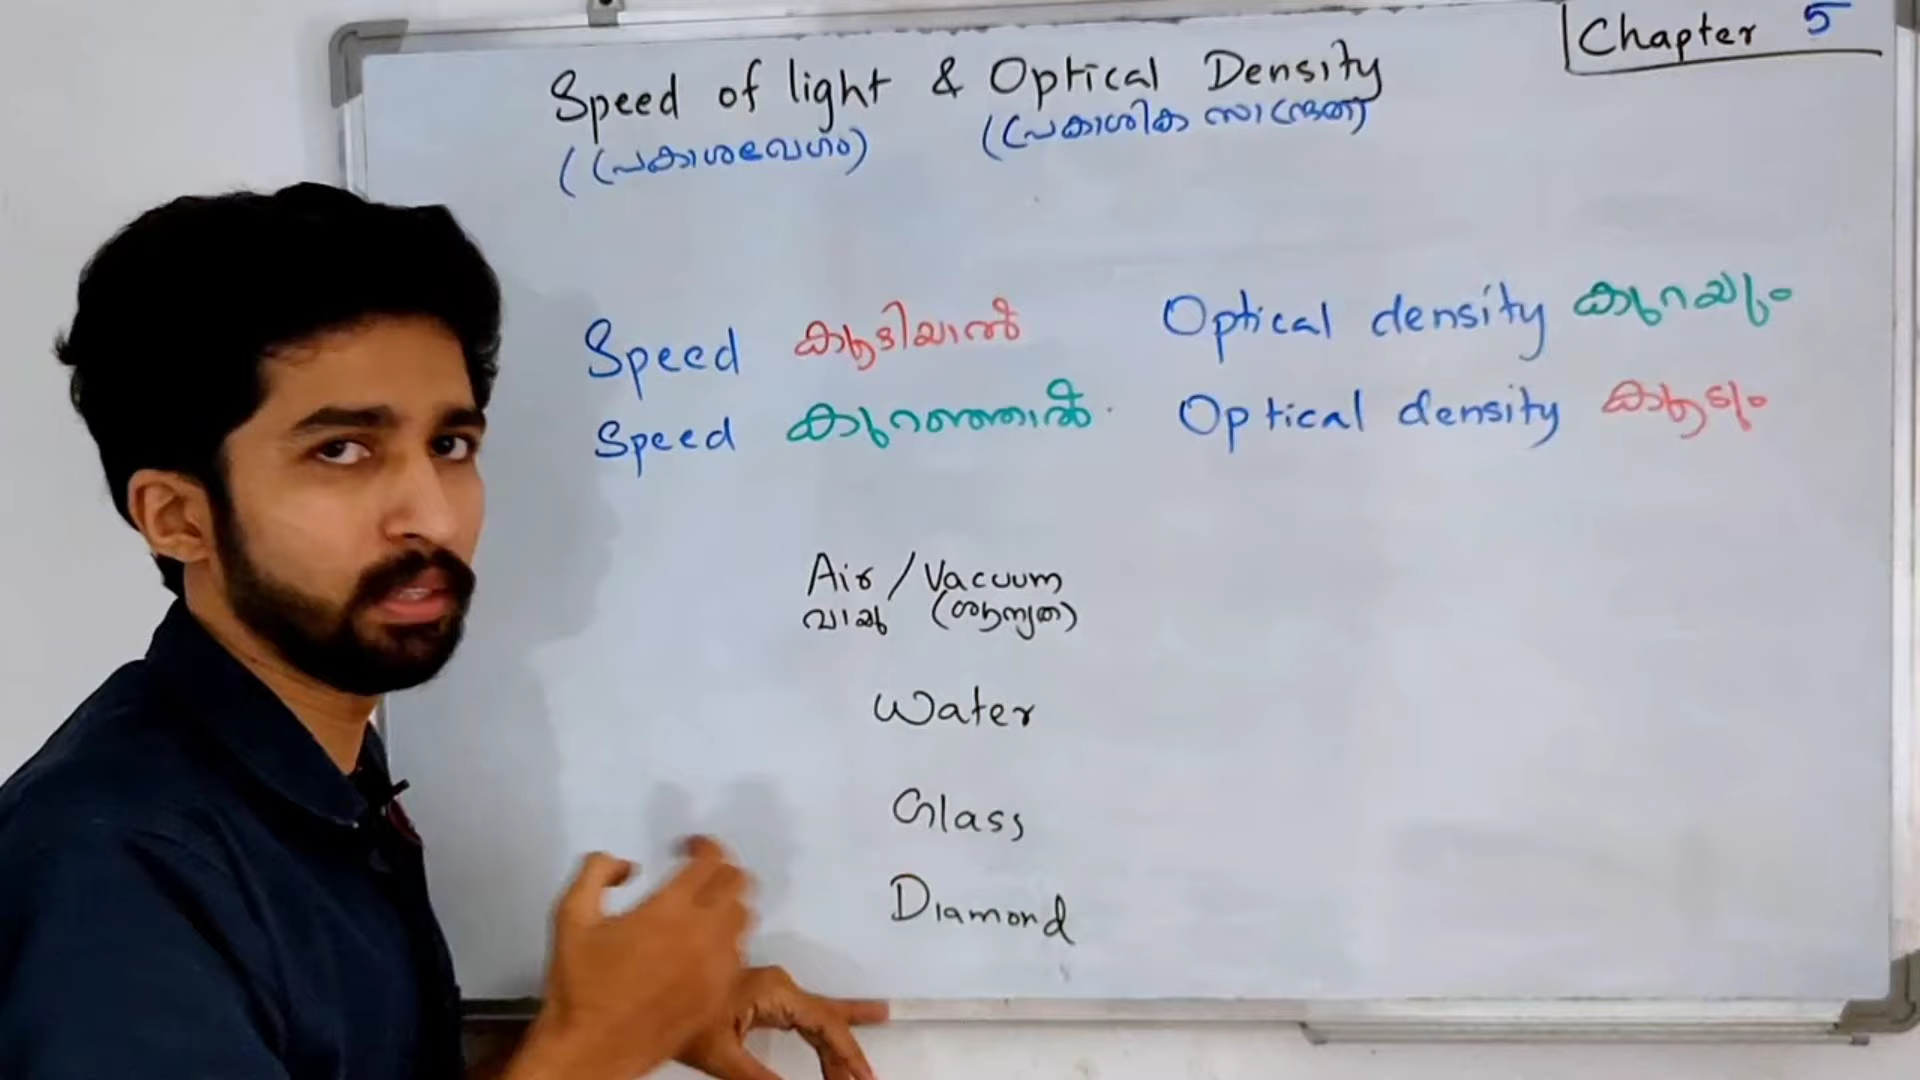 Chapter 5
Speed of light & Optical Density
(പ്രകാശവേഗം) (പ്രകാശിക സാന്ദ്രത)
Speed കൂടിയാൽ Optical density കുറയും
Speed കുറഞ്ഞാൽ Optical density കൂടും
Air / Vacuum
വായു (ശൂന്യത)
Water
Glass
Diamond